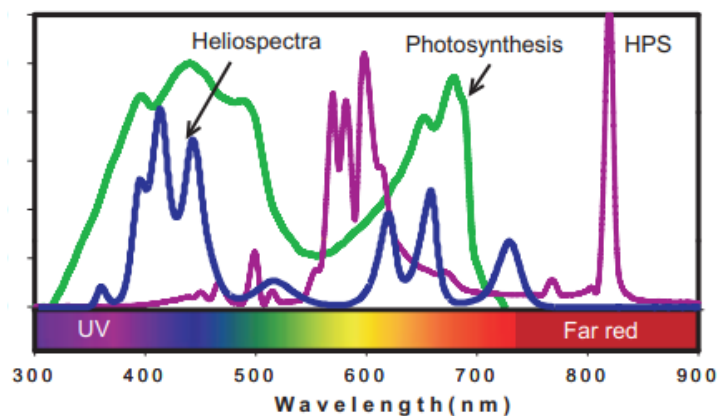 Heliospectra
Photosynthesis
HPS
UV
Far red
300 400 500 600 700 800 900
Wavelength(nm)